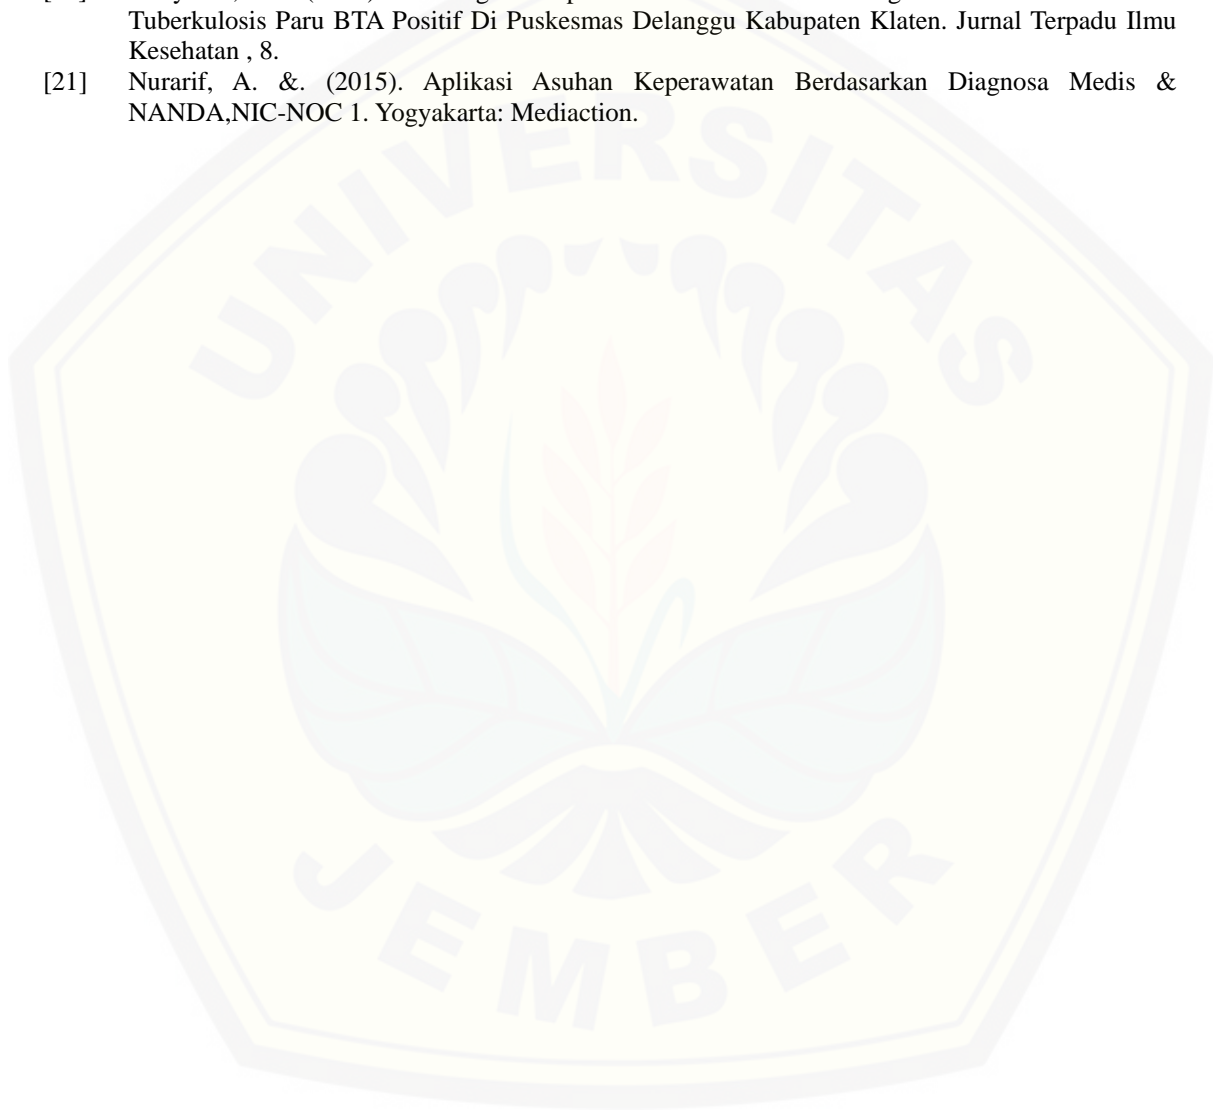 Tuberkulosis Paru BTA Positif Di Puskesmas Delanggu Kabupaten Klaten. Jurnal Terpadu Ilmu
Kesehatan , 8.
[21] Nurarif, A. &. (2015). Aplikasi Asuhan Keperawatan Berdasarkan Diagnosa Medis &
NANDA,NIC-NOC 1. Yogyakarta: Mediaction.
UNIVERSITAS
JEMBER